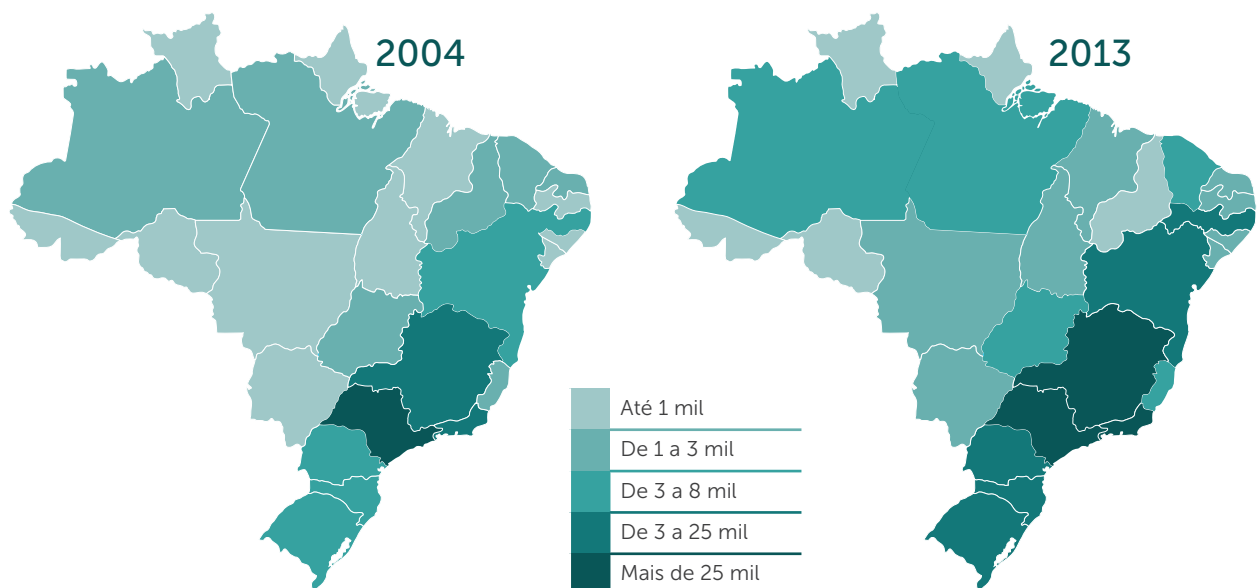 2004
2013
Até 1 mil
De 1 a 3 mil
De 3 a 8 mil
De 3 a 25 mil
Mais de 25 mil